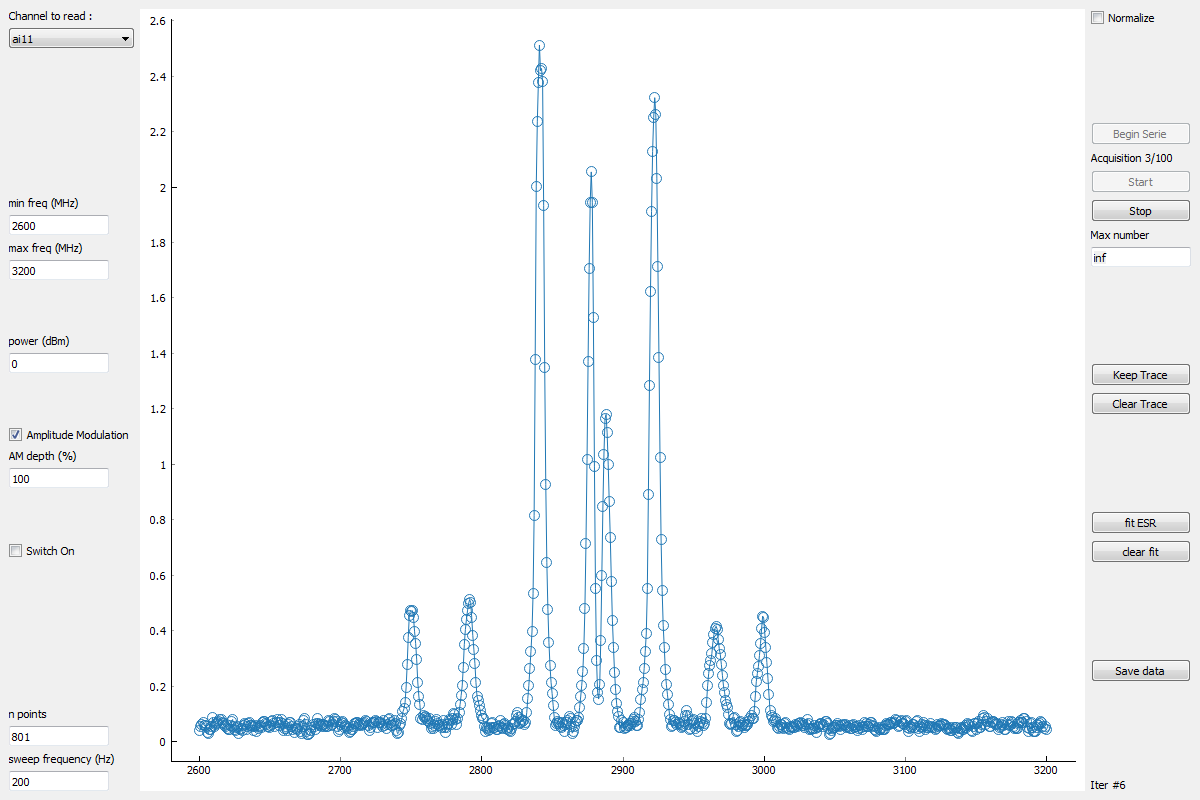 Channel to read :
ai11
min freq (MHz)
2600
max freq (MHz)
3200
power (dBm)
0
Amplitude Modulation
AM depth (%)
100
Switch On
n points
801
sweep frequency (Hz)
200
2.6
2.4
2.2
2
1.8
1.6
1.4
1.2
1
0.8
0.6
0.4
0.2
0
2600 2700 2800 2900 3000 3100 3200
Normalize
Begin Serie
Acquisition 3/100
Start
Stop
Max number
inf
Keep Trace
Clear Trace
fit ESR
clear fit
Save data
Iter #6